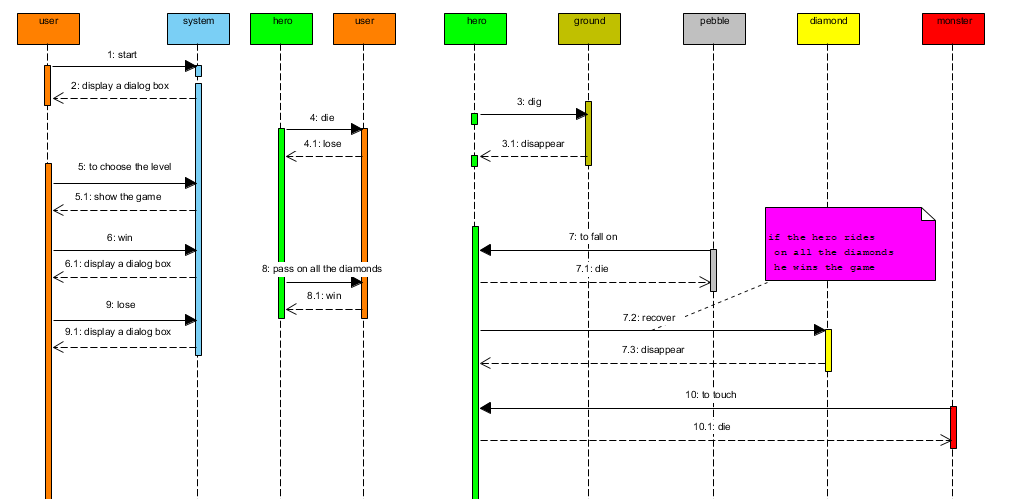 user
system
hero
user
hero
ground
pebble
diamond
monster
1: start
2: display a dialog box
3: dig
4: die
4.1: lose
3.1: disappear
5: to choose the level
5.1: show the game
6: win
6.1: display a dialog box
7: to fall on
8: pass on all the diamonds
7.1: die
8.1: win
if the hero rides
on all the diamonds
he wins the game
9: lose
9.1: display a dialog box
7.2: recover
7.3: disappear
10: to touch
10.1: die